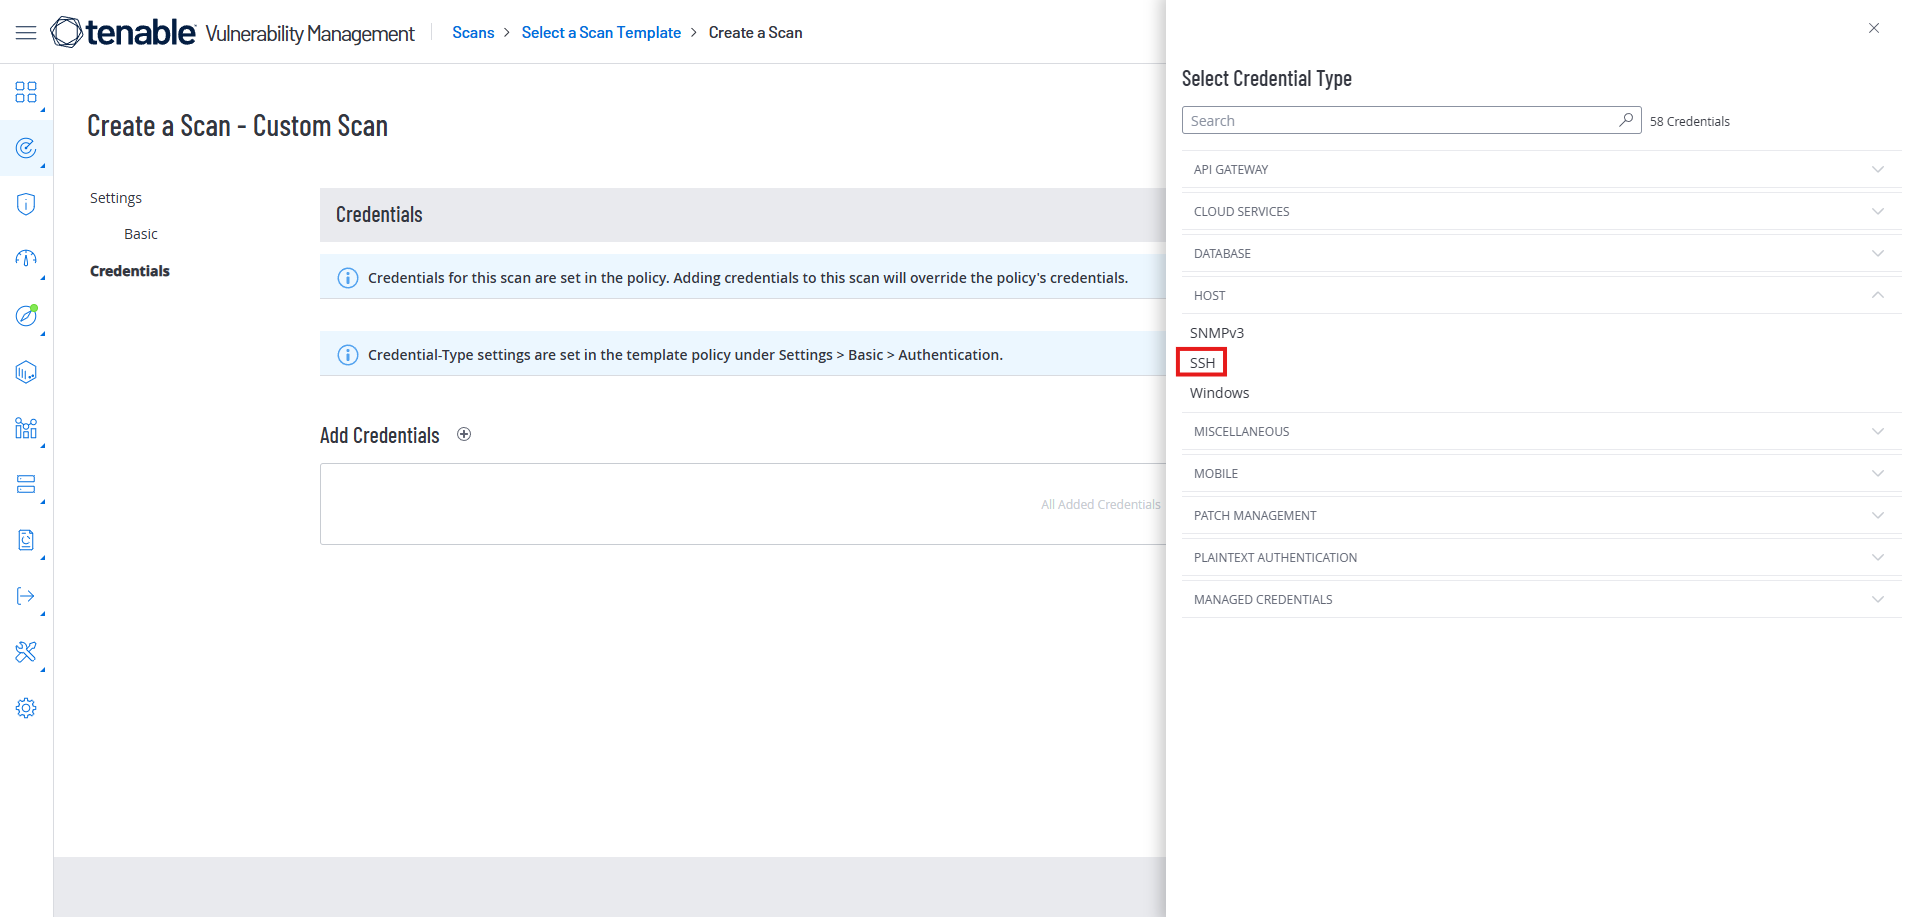 tenable Vulnerability Management
Scans > Select a Scan Template > Create a Scan
Create a Scan - Custom Scan
Settings
Basic
Credentials
Credentials
Credentials for this scan are set in the policy. Adding credentials to this scan will override the policy's credentials.
Credential-Type settings are set in the template policy under Settings > Basic > Authentication.
Add Credentials
All Added Credentials
Select Credential Type
Search
58 Credentials
API GATEWAY
CLOUD SERVICES
DATABASE
HOST
SNMPv3
SSH
Windows
MISCELLANEOUS
MOBILE
PATCH MANAGEMENT
PLAINTEXT AUTHENTICATION
MANAGED CREDENTIALS